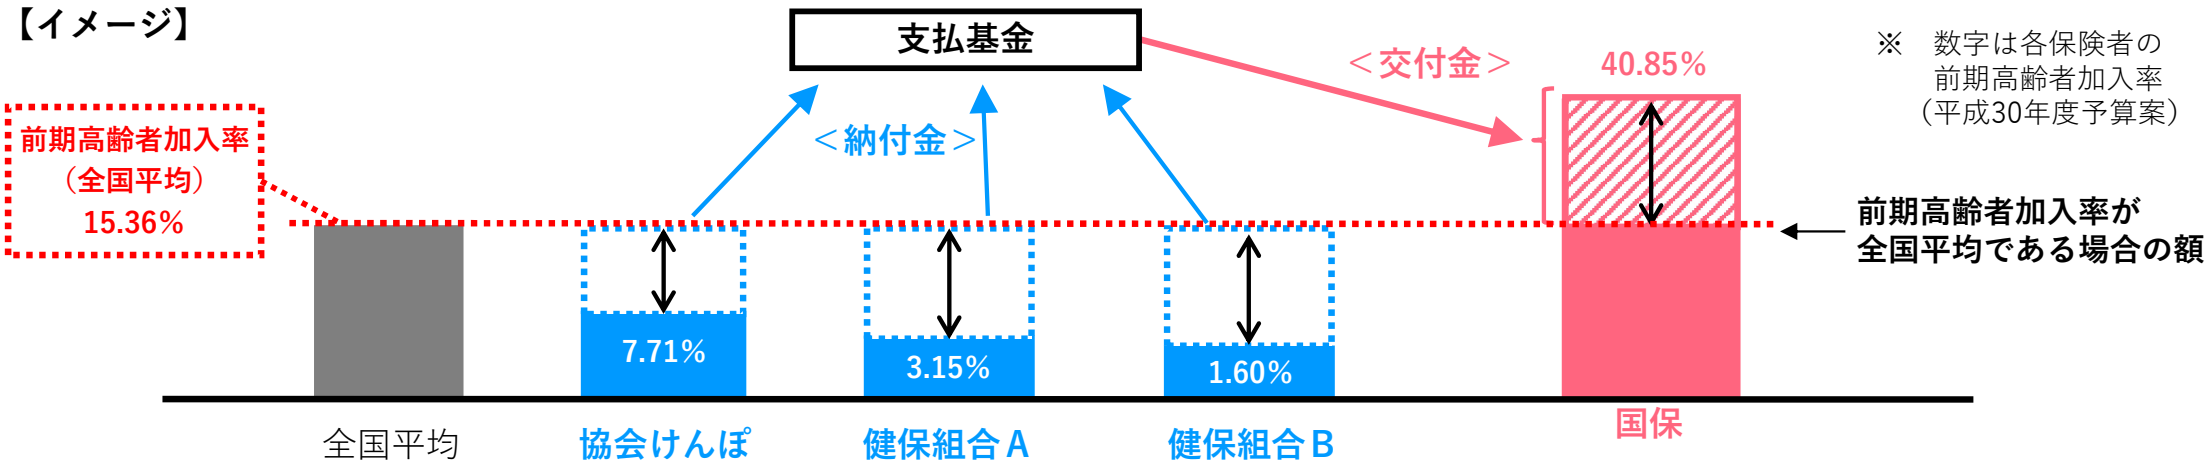 【イメージ】
支払基金
＜交付金＞
40.85%
※　数字は各保険者の
前期高齢者加入率
（平成30年度予算案）
前期高齢者加入率
（全国平均）
15.36%
＜納付金＞
前期高齢者加入率が
全国平均である場合の額
7.71%
3.15%
1.60%
全国平均
協会けんぽ
健保組合Ａ
健保組合Ｂ
国保